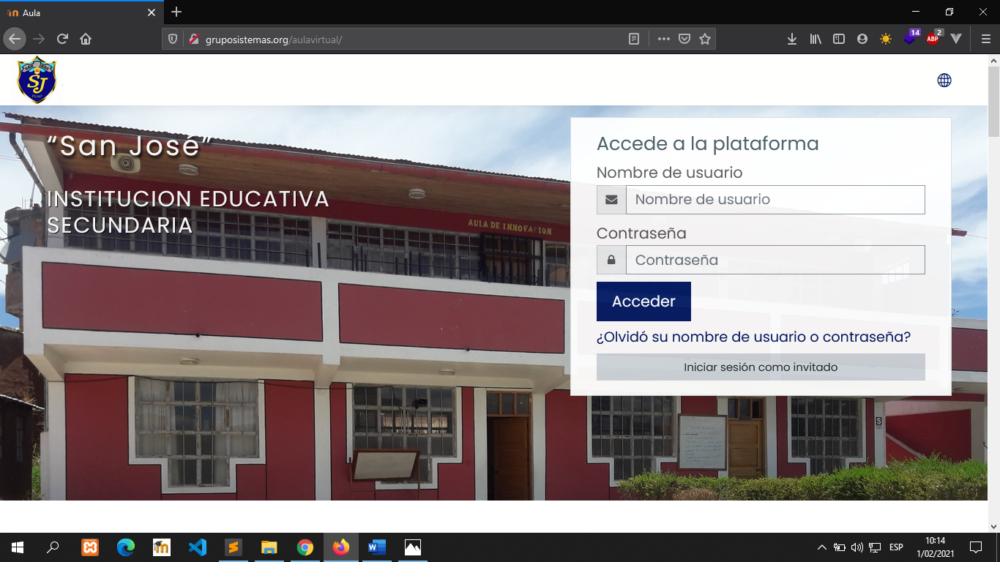 Aula
gruposistemas.org/aulavirtual/
14
2
ABP
SJ
PUNO
“San José”
INSTITUCION EDUCATIVA
SECUNDARIA
AULA DE INNOVACION
Accede a la plataforma
Nombre de usuario
Nombre de usuario
Contraseña
Contraseña
Acceder
¿Olvidó su nombre de usuario o contraseña?
Iniciar sesión como invitado
S
ESP
10:14
1/02/2021